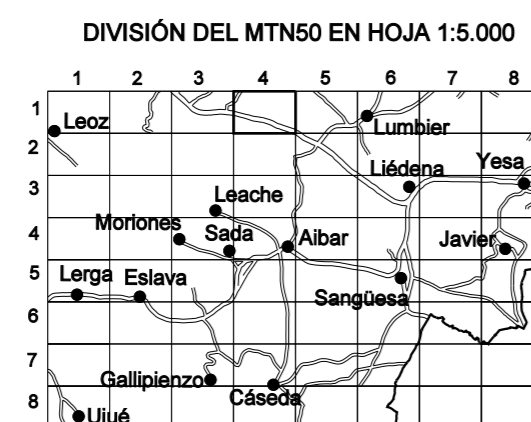 DIVISIÓN DEL MTN50 EN HOJA 1:5.000
1 2 3 4 5 6 7 8
1
Leoz
Lumbier
2
Liédena
Yesa
3
Leache
Moriones
Sada
4
Aibar
Javier
5
Lerga
Eslava
Sangüesa
6
7
Gallipienzo
Cáseda
8
Ujué